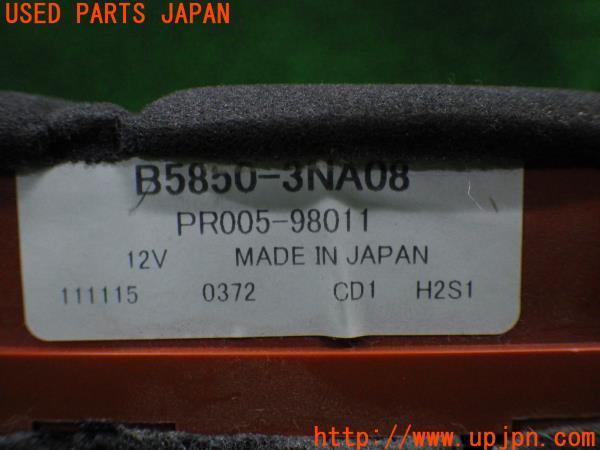 USED PARTS JAPAN
B5850-3NA08
PR005-98011
12V MADE IN JAPAN
111115 0372 CD1 H2S1
http://www.upjpn.com/